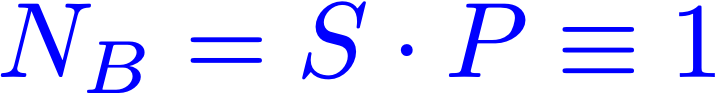 N_B = S · P ≡ 1